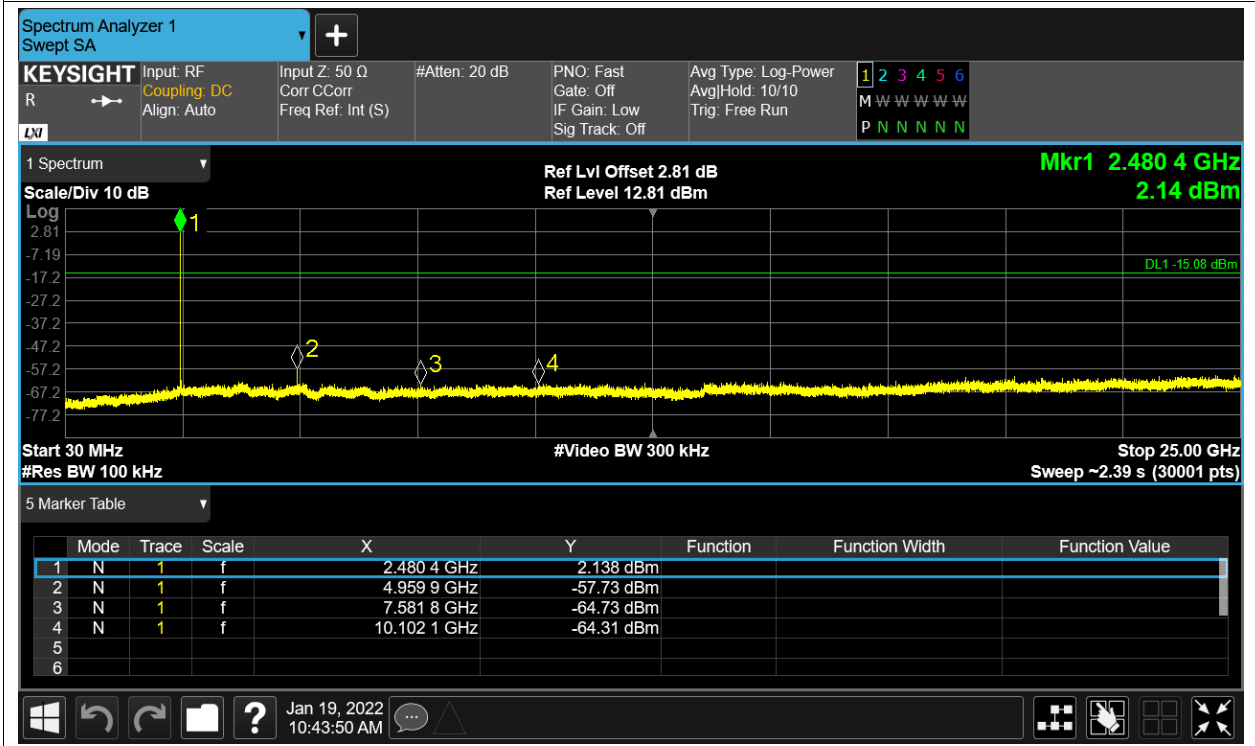 Spectrum Analyzer 1
Swept SA
+
KEYSIGHT
R
LXI
Input: RF
Coupling: DC
Align: Auto
Input Z: 50 Ω
Corr CCorr
Freq Ref: Int (S)
#Atten: 20 dB
PNO: Fast
Gate: Off
IF Gain: Low
Sig Track: Off
Avg Type: Log-Power
Avg|Hold: 10/10
Trig: Free Run
1 2 3 4 5 6
M W W W W W
P N N N N N
1 Spectrum
Scale/Div 10 dB
Ref Lvl Offset 2.81 dB
Ref Level 12.81 dBm
Mkr1 2.480 4 GHz
2.14 dBm
Log
2.81
-7.19
-17.2
-27.2
-37.2
-47.2
-57.2
-67.2
-77.2
1
2
3
4
DL1 -15.08 dBm
Start 30 MHz
#Video BW 300 kHz
Stop 25.00 GHz
#Res BW 100 kHz
Sweep ~2.39 s (30001 pts)
5 Marker Table
Mode Trace Scale X Y Function Function Width Function Value
1 N 1 f 2.480 4 GHz 2.138 dBm
2 N 1 f 4.959 9 GHz -57.73 dBm
3 N 1 f 7.581 8 GHz -64.73 dBm
4 N 1 f 10.102 1 GHz -64.31 dBm
5
6
?
Jan 19, 2022
10:43:50 AM